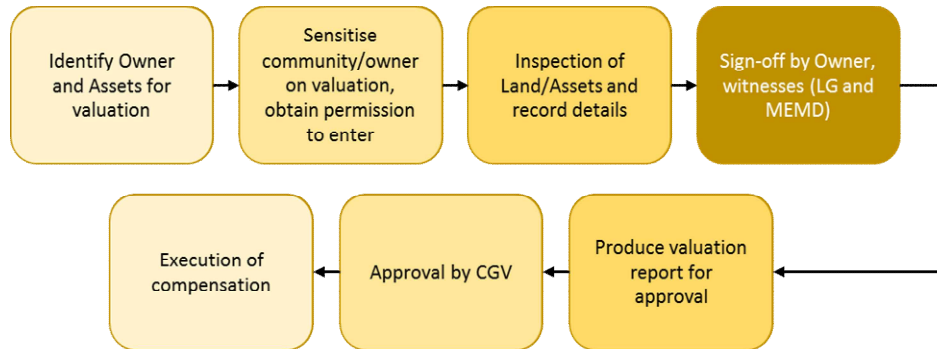 Identify Owner
and Assets for
valuation
Sensitise
community/owner
on valuation,
obtain permission
to enter
Inspection of
Land/Assets and
record details
Sign-off by Owner,
witnesses (LG and
MEMD)
Execution of
compensation
Approval by CGV
Produce valuation
report for
approval